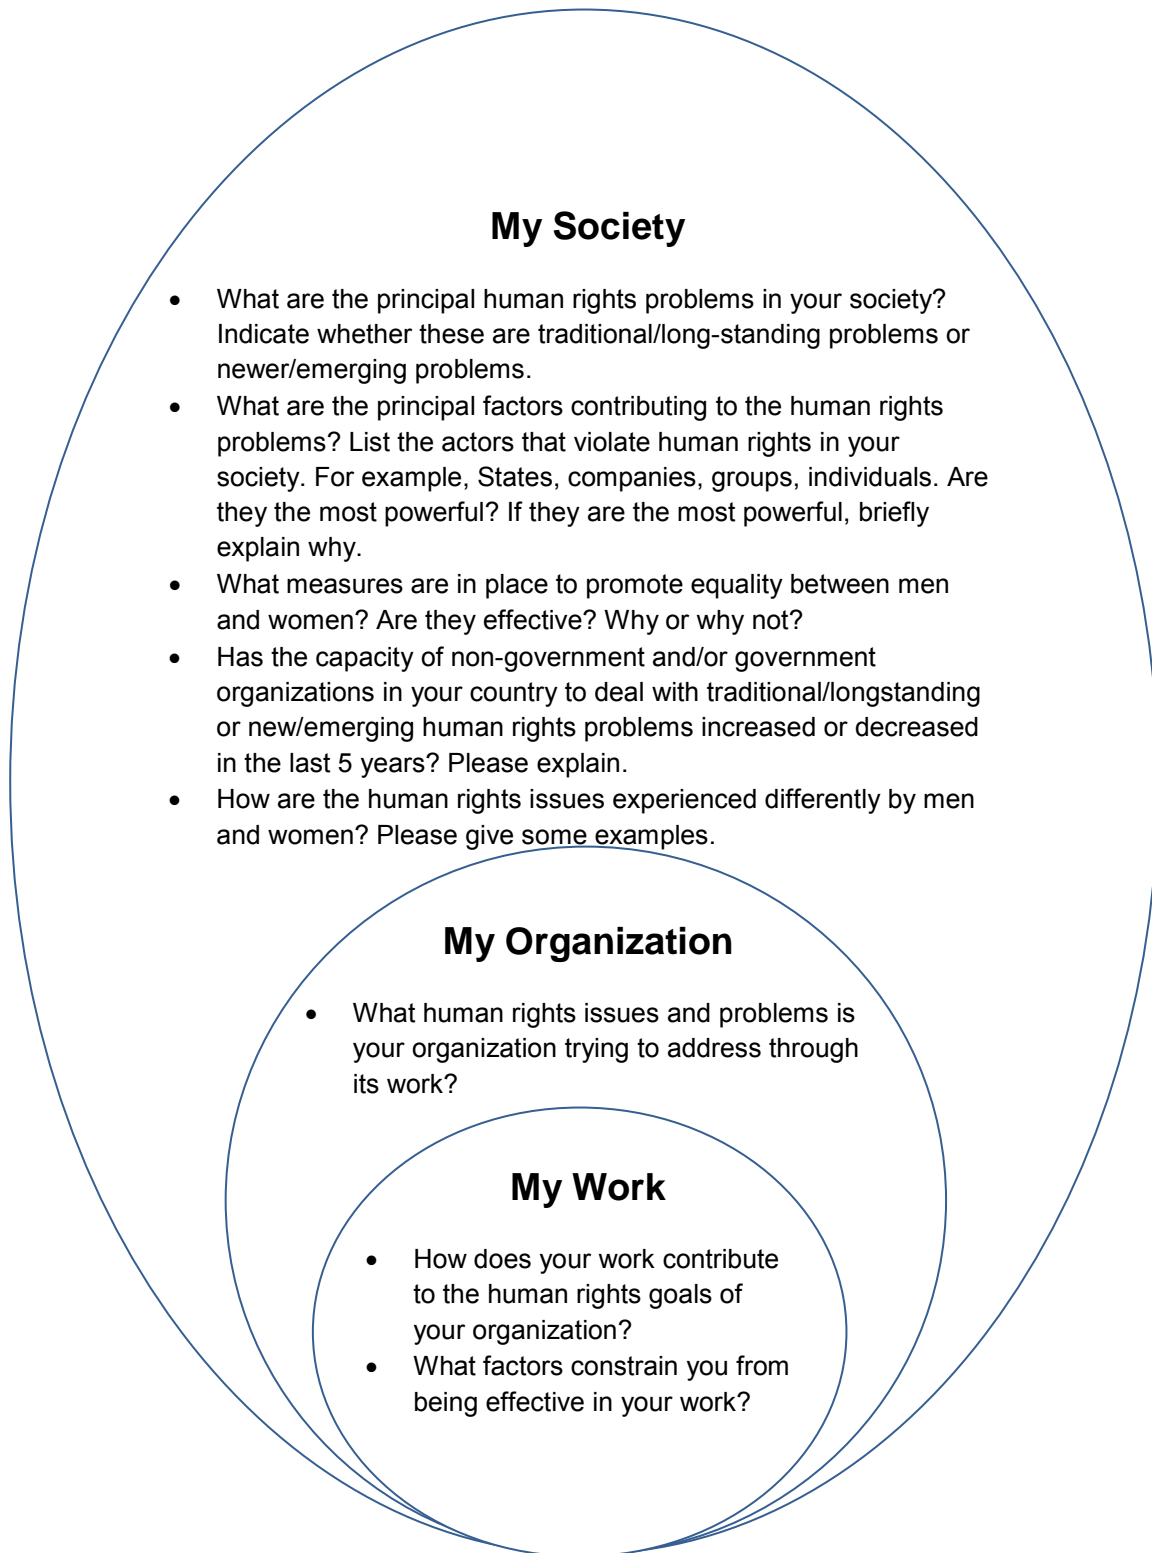 My Society
• What are the principal human rights problems in your society?
Indicate whether these are traditional/long-standing problems or
newer/emerging problems.
• What are the principal factors contributing to the human rights
problems? List the actors that violate human rights in your
society. For example, States, companies, groups, individuals. Are
they the most powerful? If they are the most powerful, briefly
explain why.
• What measures are in place to promote equality between men
and women? Are they effective? Why or why not?
• Has the capacity of non-government and/or government
organizations in your country to deal with traditional/longstanding
or new/emerging human rights problems increased or decreased
in the last 5 years? Please explain.
• How are the human rights issues experienced differently by men
and women? Please give some examples.
My Organization
• What human rights issues and problems is
your organization trying to address through
its work?
My Work
• How does your work contribute
to the human rights goals of
your organization?
• What factors constrain you from
being effective in your work?